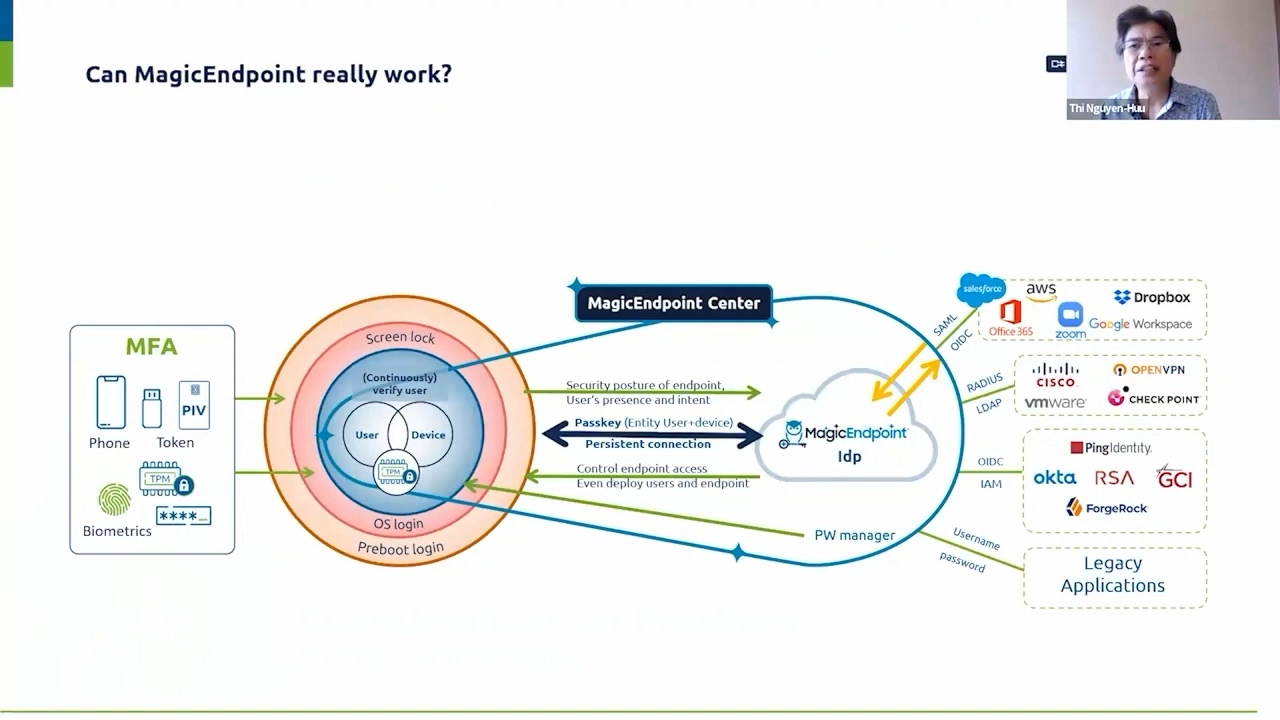 Can MagicEndpoint really work?
Thi Nguyen-Huu
MFA
PIV
Phone
Token
TPM
Biometrics
****_
Screen lock
(Continuously)
verify user
User
Device
TPM
OS login
Preboot login
MagicEndpoint Center
Security posture of endpoint,
User's presence and intent
Passkey (Entity User+device)
Persistent connection
Control endpoint access
Even deploy users and endpoint
PW manager
MagicEndpoint
Idp
SAML
OIDC
salesforce
aws
Dropbox
Office 365
zoom
Google Workspace
RADIUS
LDAP
CISCO
OPENVPN
vmware
CHECK POINT
OIDC
IAM
PingIdentity
okta
RSA
GCI
ForgeRock
Username
password
Legacy
Applications